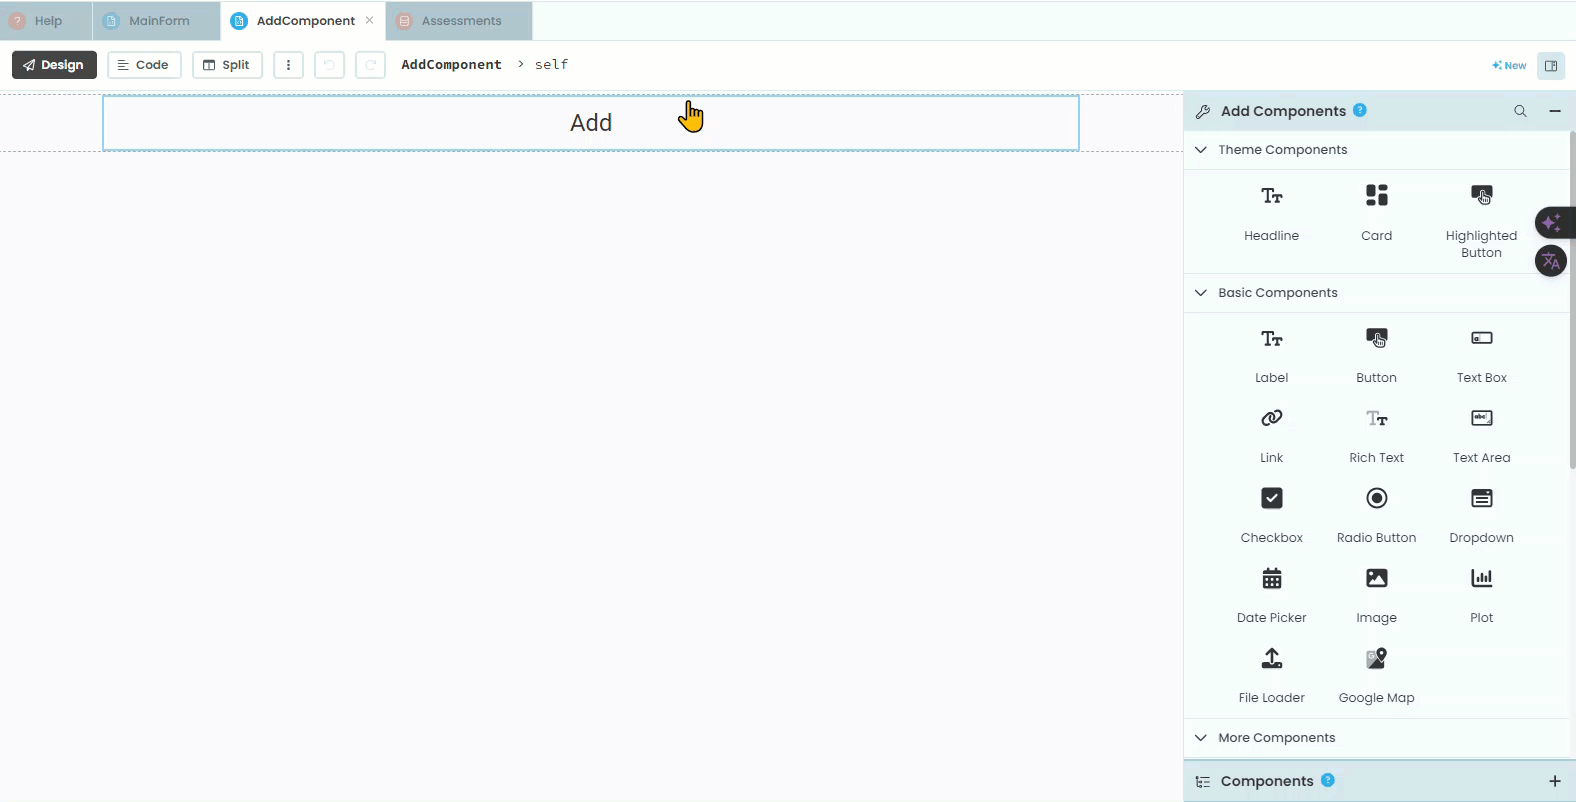 Help MainForm AddComponent × Assessments
Design Code Split AddComponent > self New
Add
Add Components ?
Theme Components
Headline Card Highlighted Button
Basic Components
Label Button Text Box
Link Rich Text Text Area
Checkbox Radio Button Dropdown
Date Picker Image Plot
File Loader Google Map
More Components
Components ?